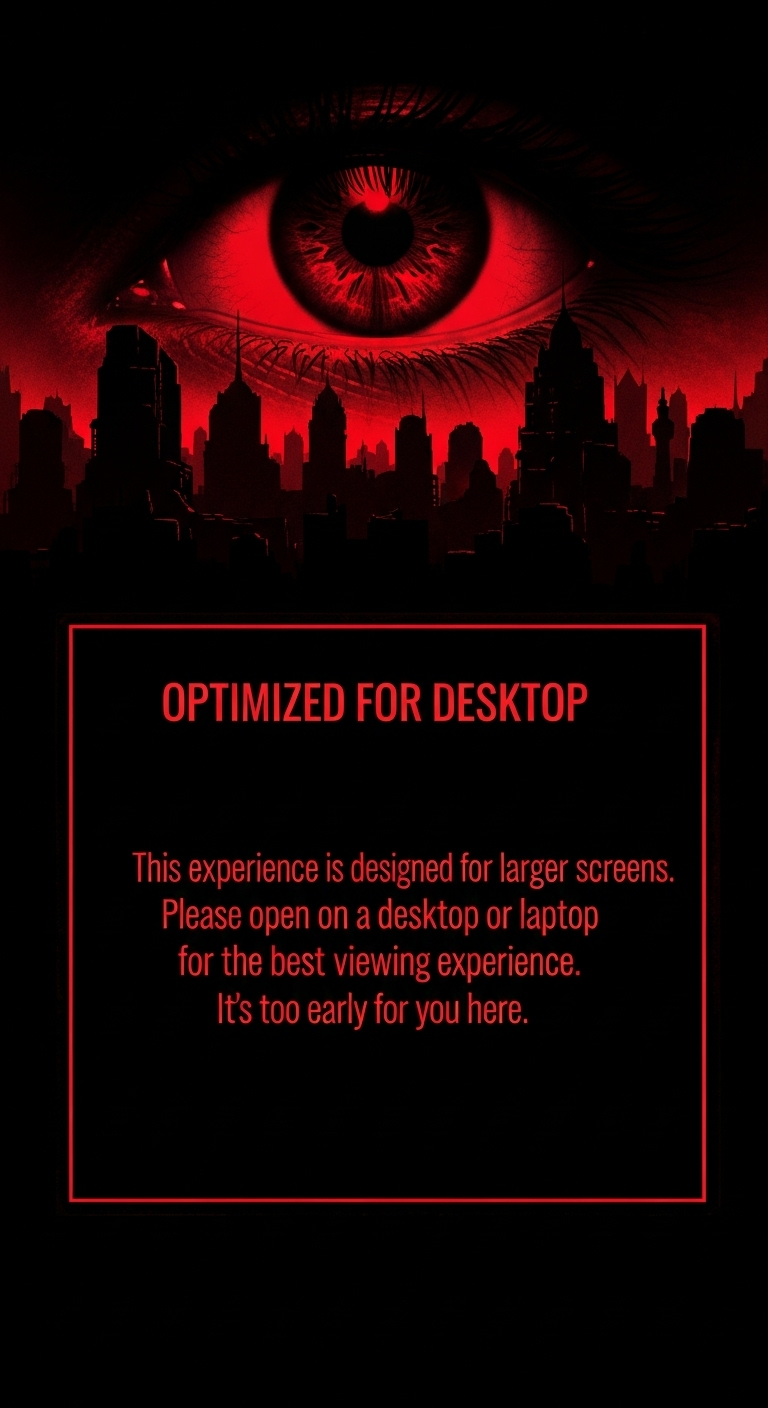 OPTIMIZED FOR DESKTOP
This experience is designed for larger screens.
Please open on a desktop or laptop
for the best viewing experience.
It's too early for you here.